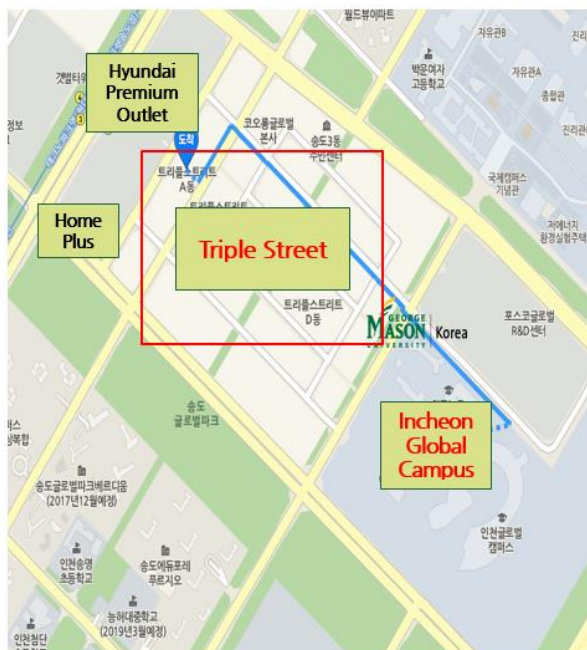 월드뷰아파트
자유관B
진리
박문여자
고등학교
자유관A
종합관
진리관
갯벌타워
4
3
Hyundai
Premium
Outlet
정보
코오롱글로벌
본사
송도3동
주민센터
국제캠퍼스
기념관
저에너지
환경실험주택
도착
트리플스트리트
A동
트리플스트리트
Home
Plus
Triple Street
트리플스트리트
D동
GEORGE
MASON
UNIVERSITY
Korea
포스코글로벌
R&D센터
송도
글로벌파크
Incheon
Global
Campus
인천글로벌
캠퍼스
상복합
송도글로벌파크베르디움
(2017년12월예정)
인천송명
초등학교
송도에듀포레
푸르지오
능허대중학교
(2019년3월예정)
인천첨단